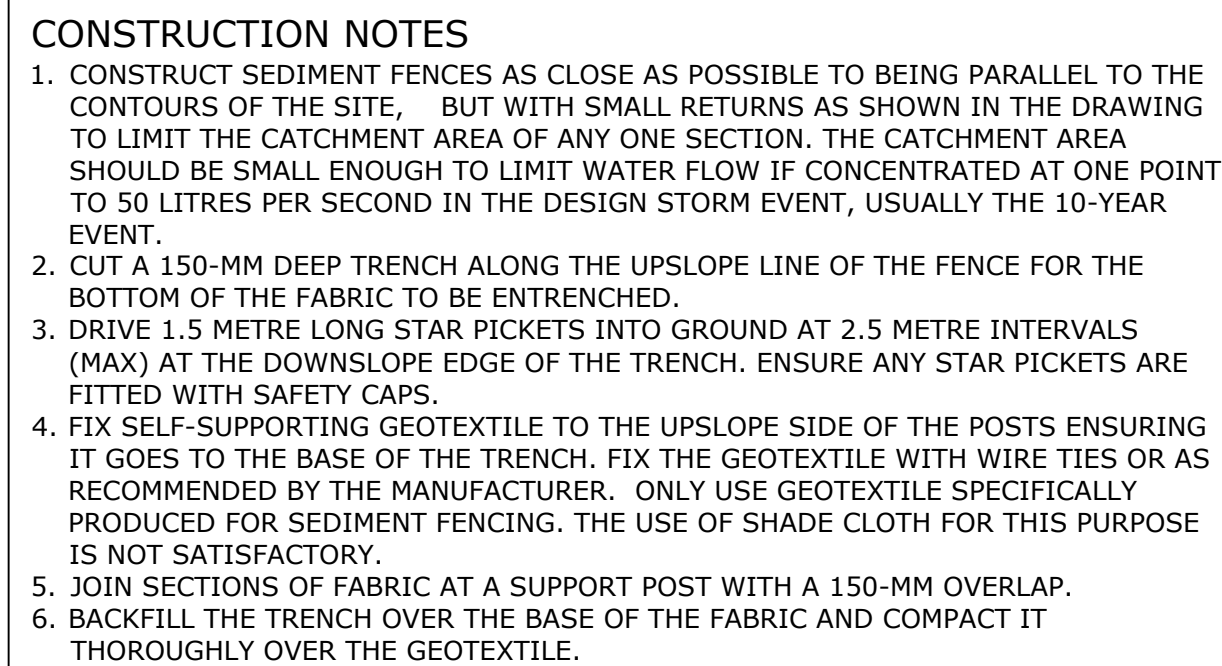 CONSTRUCTION NOTES
1. CONSTRUCT SEDIMENT FENCES AS CLOSE AS POSSIBLE TO BEING PARALLEL TO THE
CONTOURS OF THE SITE, BUT WITH SMALL RETURNS AS SHOWN IN THE DRAWING
TO LIMIT THE CATCHMENT AREA OF ANY ONE SECTION. THE CATCHMENT AREA
SHOULD BE SMALL ENOUGH TO LIMIT WATER FLOW IF CONCENTRATED AT ONE POINT
TO 50 LITRES PER SECOND IN THE DESIGN STORM EVENT, USUALLY THE 10-YEAR
EVENT.
2. CUT A 150-MM DEEP TRENCH ALONG THE UPSLOPE LINE OF THE FENCE FOR THE
BOTTOM OF THE FABRIC TO BE ENTRENCHED.
3. DRIVE 1.5 METRE LONG STAR PICKETS INTO GROUND AT 2.5 METRE INTERVALS
(MAX) AT THE DOWNSLOPE EDGE OF THE TRENCH. ENSURE ANY STAR PICKETS ARE
FITTED WITH SAFETY CAPS.
4. FIX SELF-SUPPORTING GEOTEXTILE TO THE UPSLOPE SIDE OF THE POSTS ENSURING
IT GOES TO THE BASE OF THE TRENCH. FIX THE GEOTEXTILE WITH WIRE TIES OR AS
RECOMMENDED BY THE MANUFACTURER. ONLY USE GEOTEXTILE SPECIFICALLY
PRODUCED FOR SEDIMENT FENCING. THE USE OF SHADE CLOTH FOR THIS PURPOSE
IS NOT SATISFACTORY.
5. JOIN SECTIONS OF FABRIC AT A SUPPORT POST WITH A 150-MM OVERLAP.
6. BACKFILL THE TRENCH OVER THE BASE OF THE FABRIC AND COMPACT IT
THOROUGHLY OVER THE GEOTEXTILE.